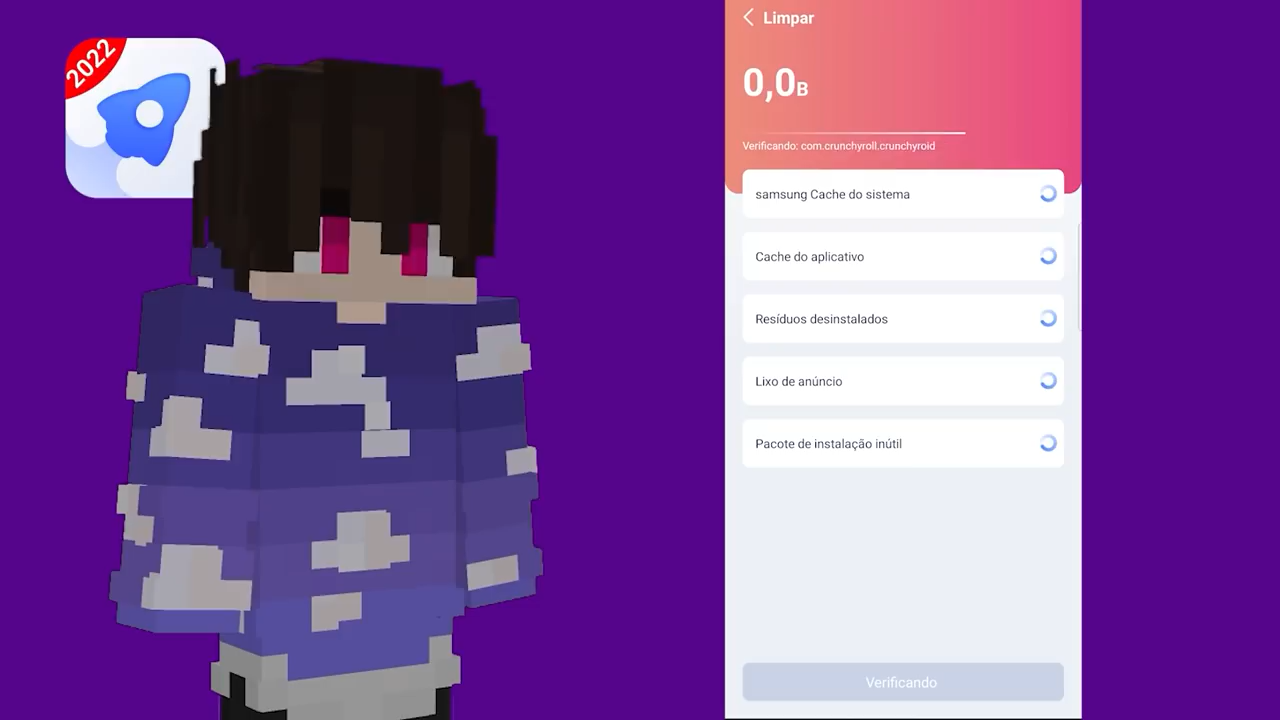 2022
Limpar
0,0B
Verificando: com.crunchyroll.crunchyroid
samsung Cache do sistema
Cache do aplicativo
Resíduos desinstalados
Lixo de anúncio
Pacote de instalação inútil
Verificando